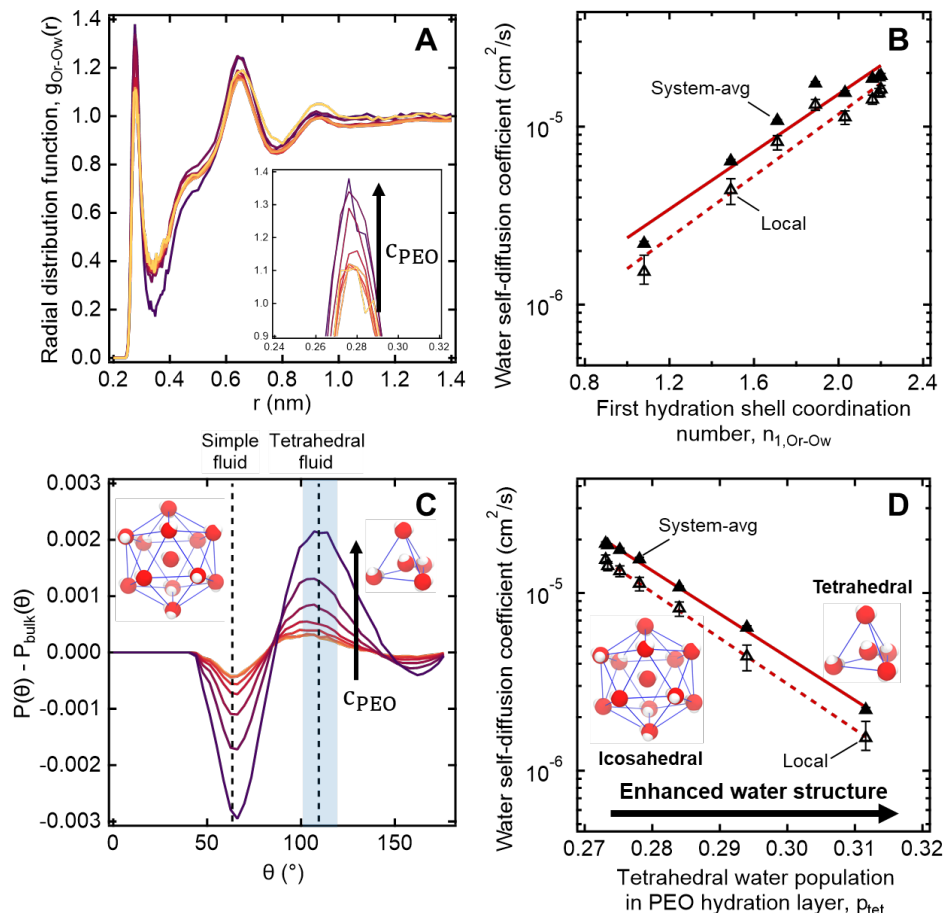 A
Radial distribution function, g_Or-Ow(r)
1.4
1.2
1.0
0.8
0.6
0.4
0.2
0.0
0.2 0.4 0.6 0.8 1.0 1.2 1.4
r (nm)
1.4
1.3
1.2
1.1
1.0
0.9
0.24 0.26 0.28 0.30 0.32
c_PEO
B
Water self-diffusion coefficient (cm²/s)
10⁻⁵
10⁻⁶
System-avg
Local
0.8 1.2 1.6 2.0 2.4
First hydration shell coordination
number, n_1,Or-Ow
Simple
fluid
Tetrahedral
fluid
C
P(θ) - P_bulk(θ)
0.003
0.002
0.001
0.000
-0.001
-0.002
-0.003
c_PEO
0 50 100 150
θ (°)
D
Water self-diffusion coefficient (cm²/s)
10⁻⁵
10⁻⁶
System-avg
Tetrahedral
Icosahedral
Local
Enhanced water structure
0.27 0.28 0.29 0.30 0.31 0.32
Tetrahedral water population
in PEO hydration layer, p_tet